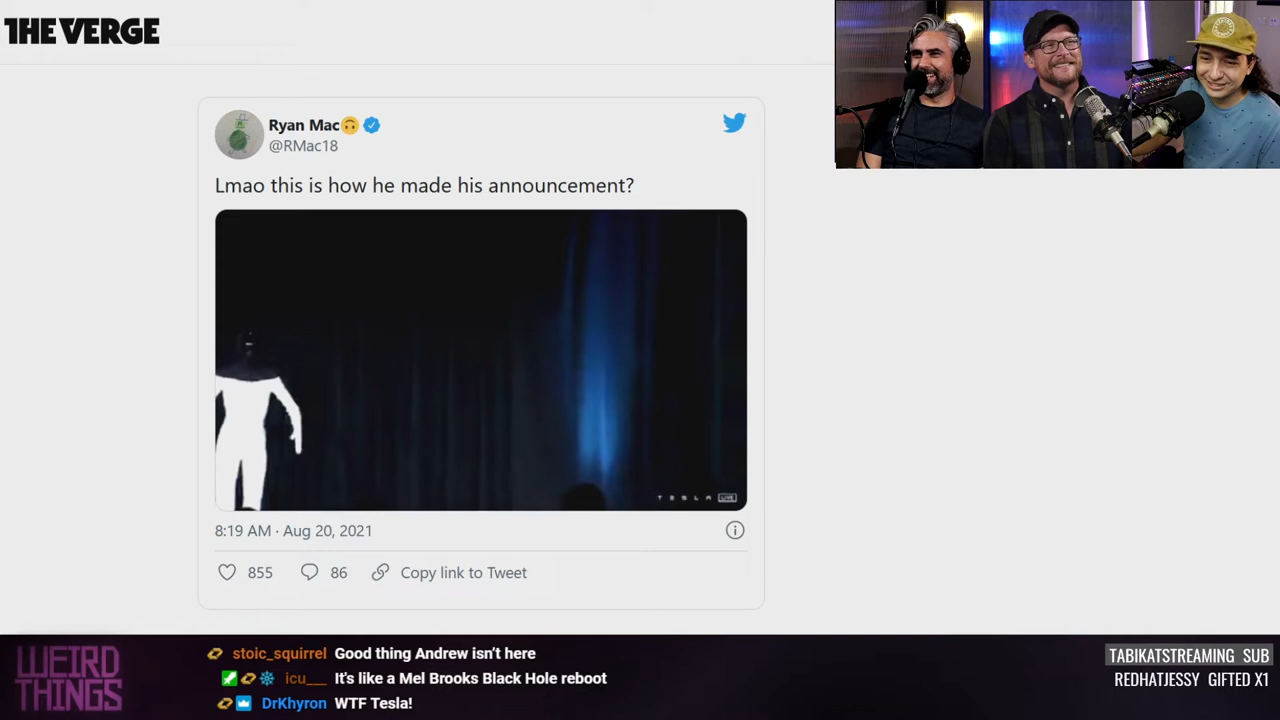 THE VERGE
Ryan Mac🙃
@RMac18
Lmao this is how he made his announcement?
TESLA LIVE
8:19 AM · Aug 20, 2021
855 86 Copy link to Tweet
WEIRD
THINGS
stoic_squirrel Good thing Andrew isn't here
icu___ It's like a Mel Brooks Black Hole reboot
DrKhyron WTF Tesla!
TABIKATSTREAMING SUB
REDHATJESSY GIFTED X1